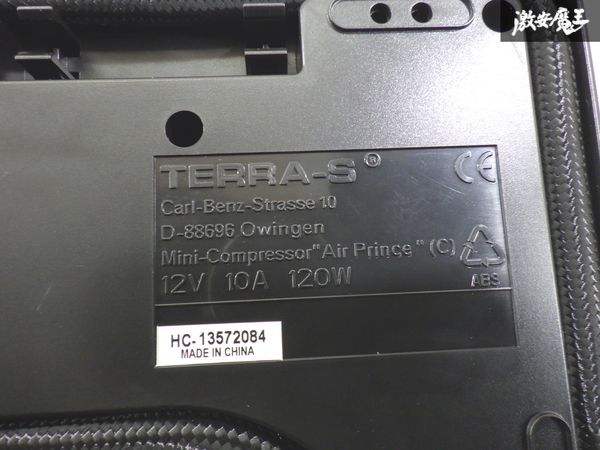 激安魔王
TERRA-S®
CE
Carl-Benz-Strasse 10
D-88696 Owingen
Mini-Compressor "Air Prince" (C)
12V 10A 120W
ABS
HC-13572084
MADE IN CHINA